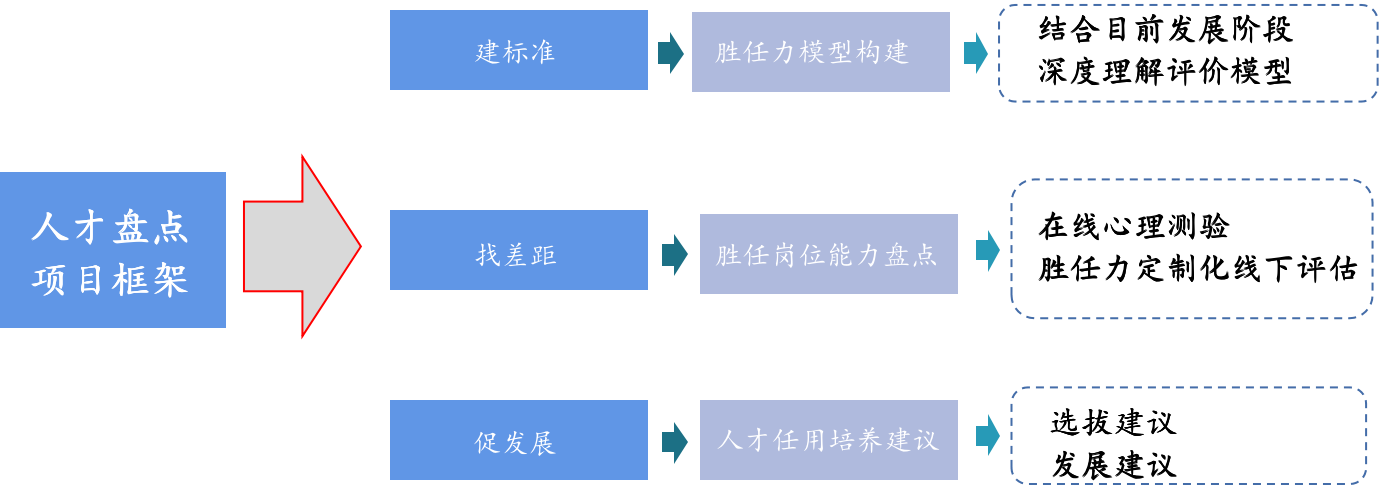 建标准
胜任力模型构建
结合目前发展阶段
深度理解评价模型
人才盘点
项目框架
找差距
胜任岗位能力盘点
在线心理测验
胜任力定制化线下评估
促发展
人才任用培养建议
选拔建议
发展建议